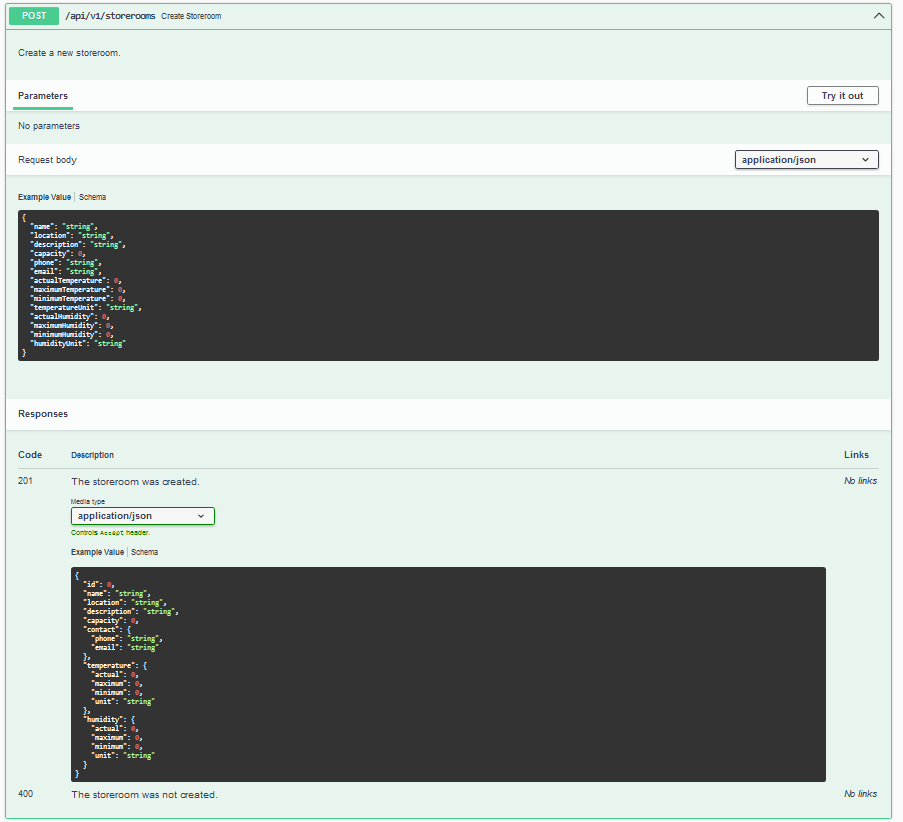 POST /api/v1/storerooms Create Storeroom
Create a new storeroom.
Parameters
Try it out
No parameters
Request body
application/json
Example Value | Schema
{
"name": "string",
"location": "string",
"description": "string",
"capacity": 0,
"phone": "string",
"email": "string",
"actualTemperature": 0,
"maximumTemperature": 0,
"minimumTemperature": 0,
"temperatureUnit": "string",
"actualHumidity": 0,
"maximumHumidity": 0,
"minimumHumidity": 0,
"humidityUnit": "string"
}
Responses
Code Description Links
201 The storeroom was created. No links
Media type
application/json
Controls Accept header.
Example Value | Schema
{
"id": 0,
"name": "string",
"location": "string",
"description": "string",
"capacity": 0,
"contact": {
"phone": "string",
"email": "string"
},
"temperature": {
"actual": 0,
"maximum": 0,
"minimum": 0,
"unit": "string"
},
"humidity": {
"actual": 0,
"maximum": 0,
"minimum": 0,
"unit": "string"
}
}
400 The storeroom was not created. No links